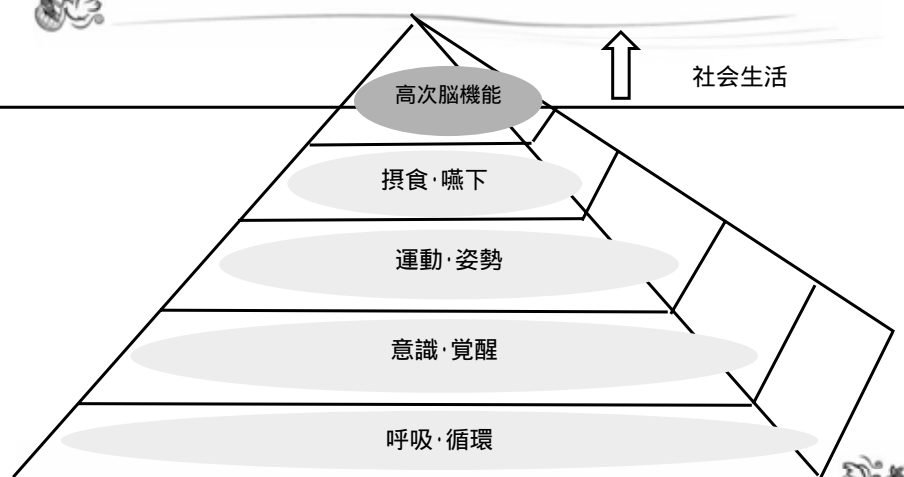 社会生活
高次脳機能
摂食·嚥下
運動·姿勢
意識·覚醒
呼吸·循環